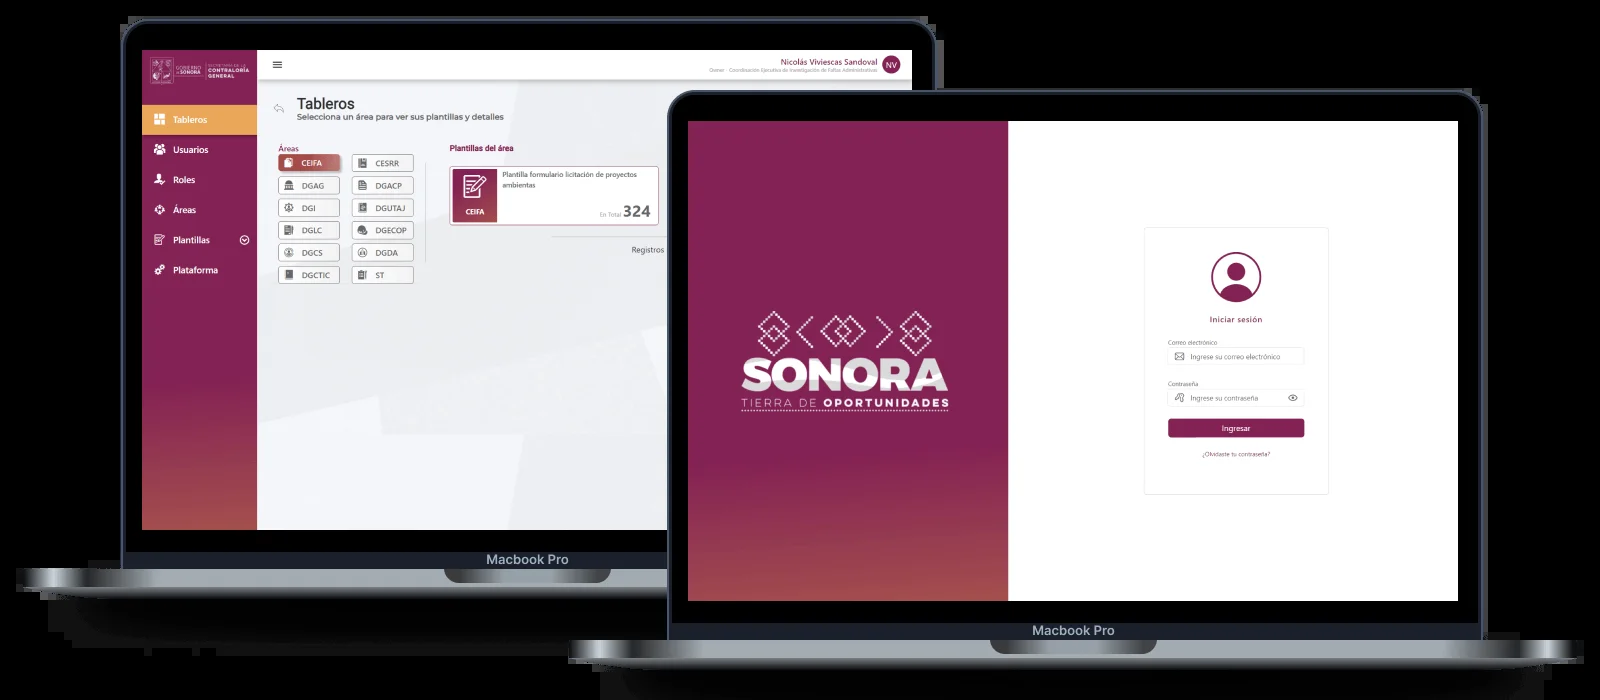 GOBIERNO
DE SONORA
SECRETARÍA DE LA
CONTRALORÍA
GENERAL
Nicolás Viviescas Sandoval
NV
Owner - Coordinación Ejecutiva de Investigación de Faltas Administrativas
Tableros
Usuarios
Roles
Áreas
Plantillas
Plataforma
Tableros
Selecciona un área para ver sus plantillas y detalles
Áreas
CEIFA
CESRR
DGAG
DGACP
DGI
DGUTAJ
DGLC
DGECOP
DGCS
DGDA
DGCTIC
ST
Plantillas del área
Plantilla formulario licitación de proyectos
ambientas
CEIFA
En Total 324
Registros
Macbook Pro
SONORA
TIERRA DE OPORTUNIDADES
Iniciar sesión
Correo electrónico
Ingrese su correo electrónico
Contraseña
Ingrese su contraseña
Ingresar
¿Olvidaste tu contraseña?
Macbook Pro